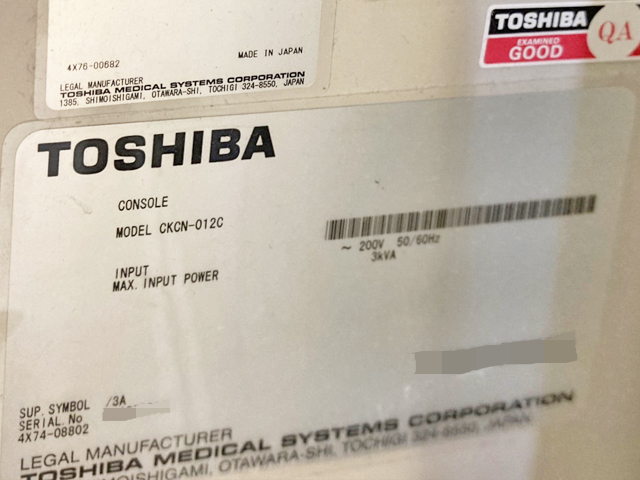 4X76-00682
MADE IN JAPAN
LEGAL MANUFACTURER
TOSHIBA MEDICAL SYSTEMS CORPORATION
1385, SHIMOISHIGAMI, OTAWARA-SHI, TOCHIGI 324-8550, JAPAN
TOSHIBA
QA
EXAMINED
GOOD
TOSHIBA
CONSOLE
MODEL CKCN-012C
INPUT ~ 200V 50/60Hz
MAX. INPUT POWER 3kVA
SUP. SYMBOL /3A
SERIAL.No
4X74-08802
LEGAL MANUFACTURER
TOSHIBA MEDICAL SYSTEMS CORPORATION
SHIMOISHIGAMI, OTAWARA-SHI, TOCHIGI 324-8550, JAPAN